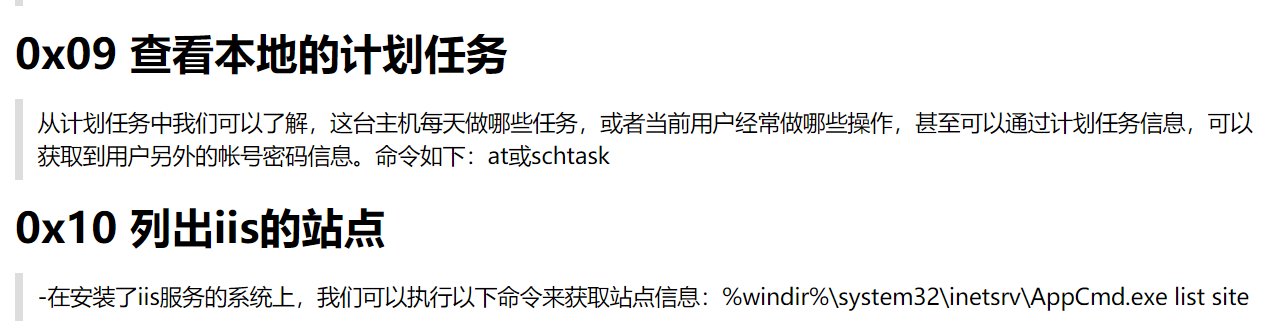 0x09 查看本地的计划任务
从计划任务中我们可以了解，这台主机每天做哪些任务，或者当前用户经常做哪些操作，甚至可以通过计划任务信息，可以
获取到用户另外的帐号密码信息。命令如下：at或schtask
0x10 列出iis的站点
-在安装了iis服务的系统上，我们可以执行以下命令来获取站点信息：%windir%\system32\inetsrv\AppCmd.exe list site